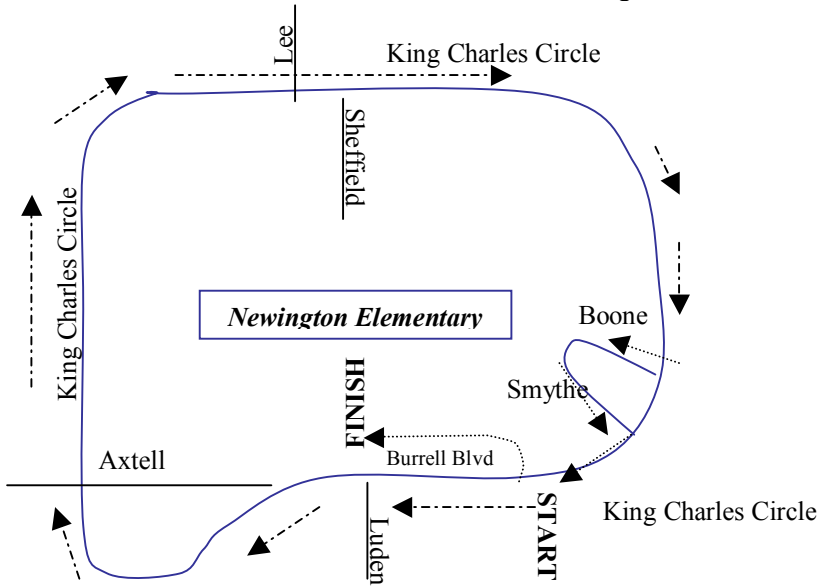 Lee
King Charles Circle
Sheffield
King Charles Circle
Newington Elementary
Boone
Smythe
FINISH
Burrell Blvd
Axtell
START
King Charles Circle
Luden